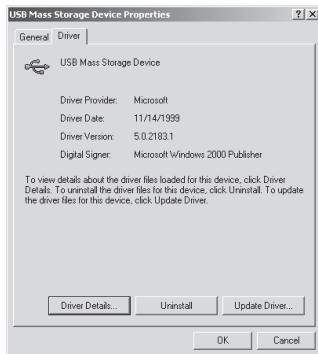 USB Mass Storage Device Properties
General Driver
USB Mass Storage Device
Driver Provider: Microsoft
Driver Date: 11/14/1999
Driver Version: 5.0.2183.1
Digital Signer: Microsoft Windows 2000 Publisher
To view details about the driver files loaded for this device, click Driver
Details. To uninstall the driver files for this device, click Uninstall. To update
the driver files for this device, click Update Driver.
Driver Details... Uninstall Update Driver...
OK Cancel